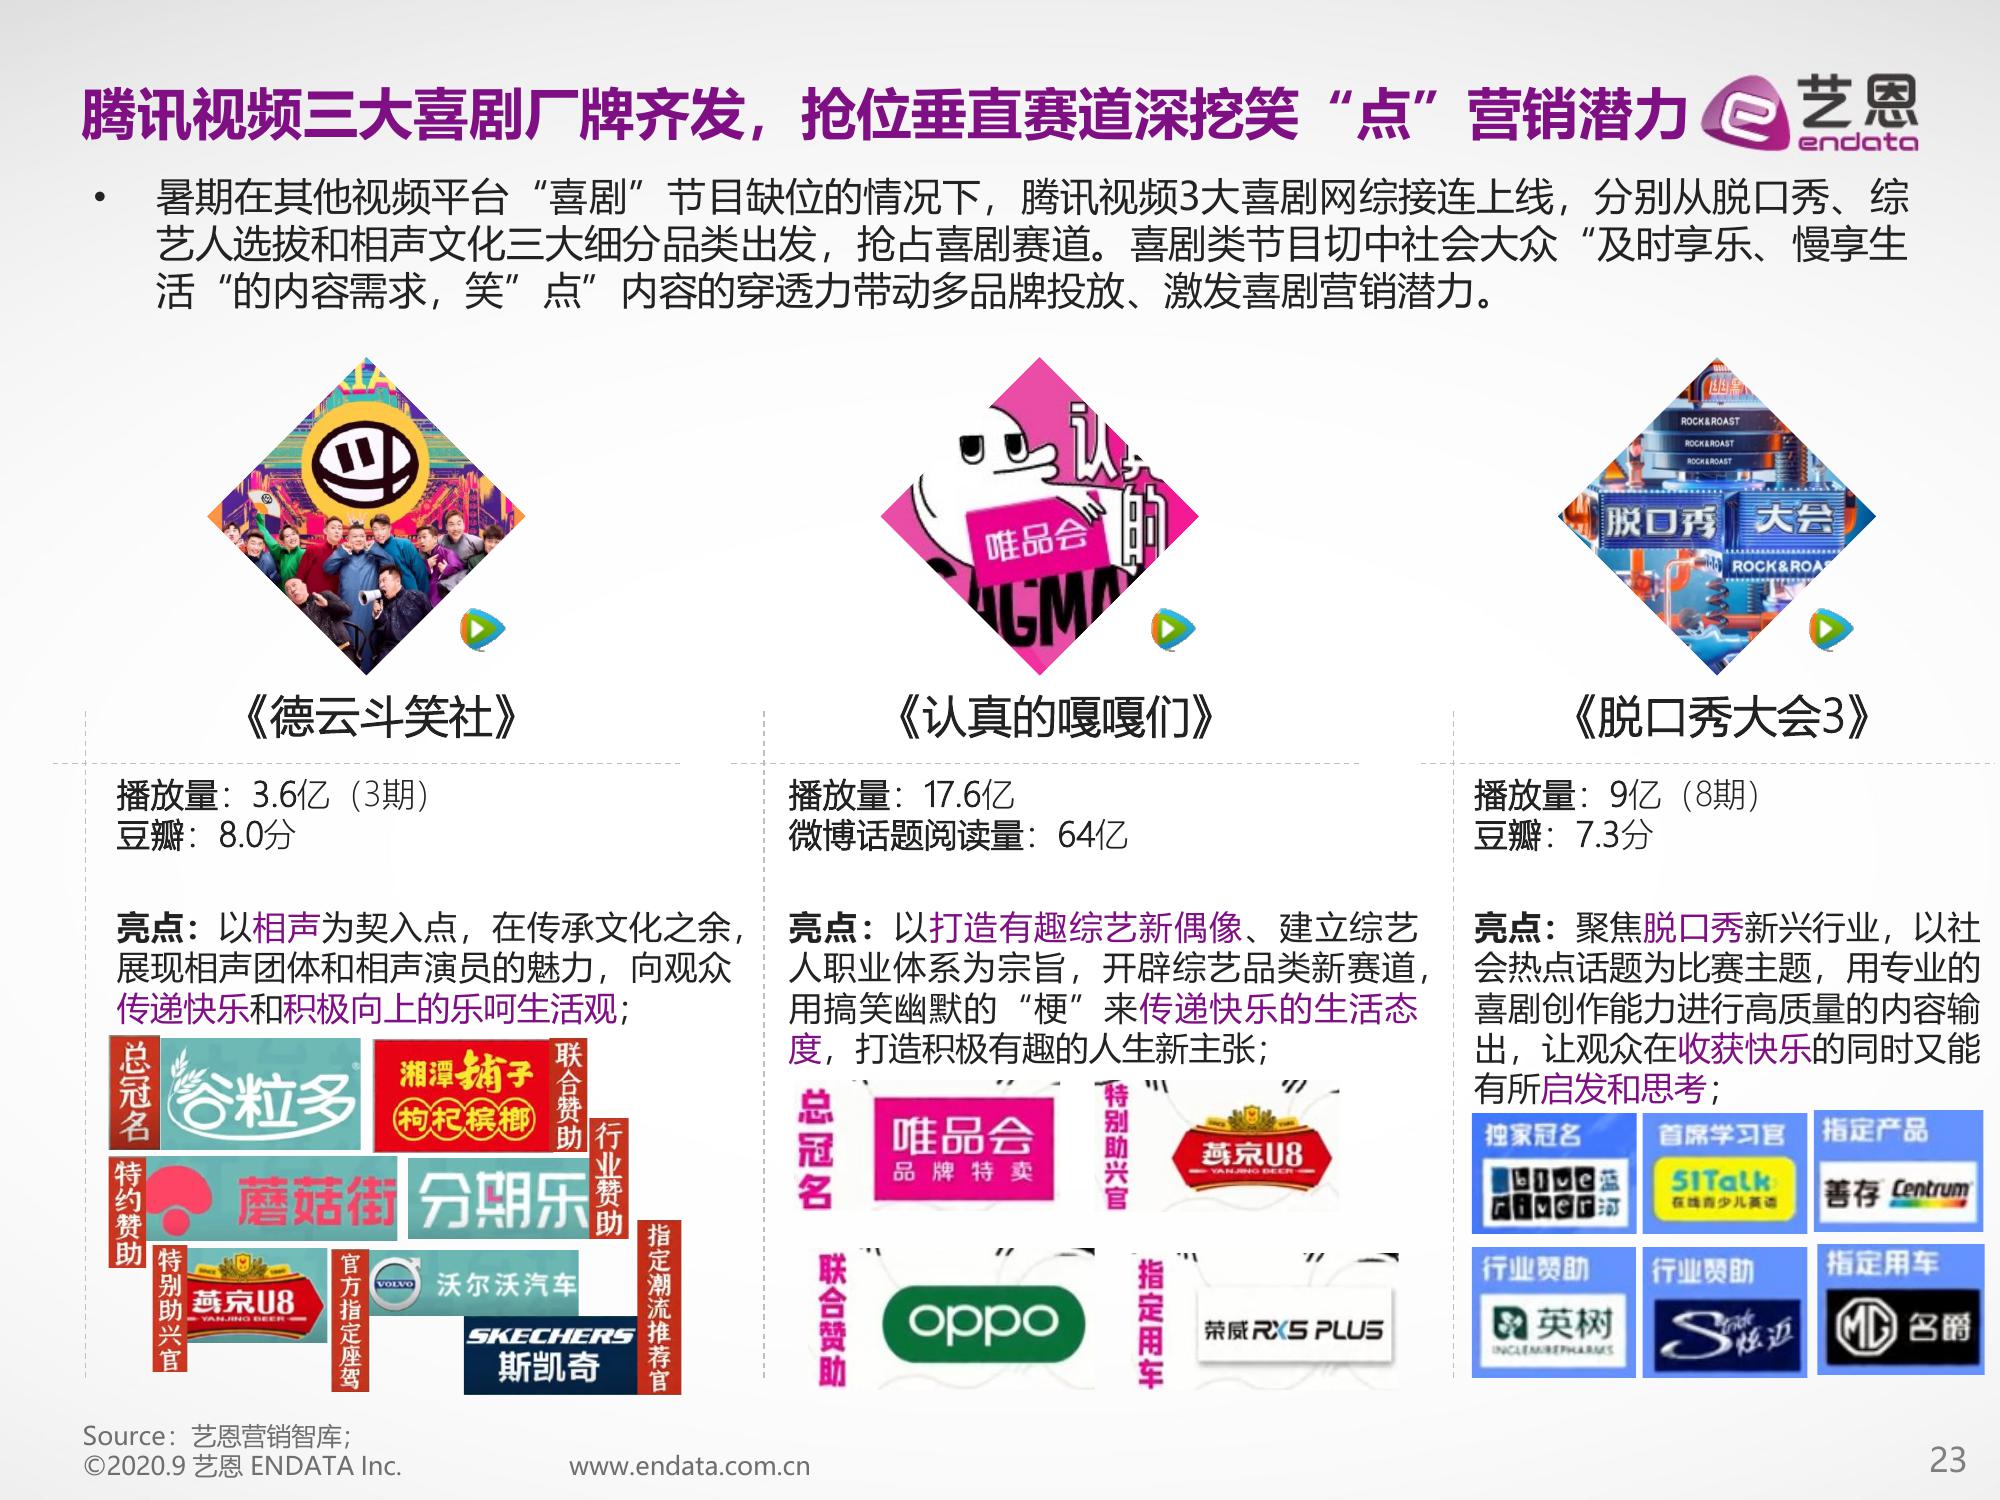 腾讯视频三大喜剧厂牌齐发，抢位垂直赛道深挖笑“点”营销潜力
艺恩
endata
• 暑期在其他视频平台“喜剧”节目缺位的情况下，腾讯视频3大喜剧网综接连上线，分别从脱口秀、综
艺人选拔和相声文化三大细分品类出发，抢占喜剧赛道。喜剧类节目切中社会大众“及时享乐、慢享生
活“的内容需求，笑”点”内容的穿透力带动多品牌投放、激发喜剧营销潜力。
认真
的
唯品会
ROCK&ROAST
ROCK&ROAST
ROCK&ROAST
脱口秀 大会
ROCK&ROAS
《德云斗笑社》
播放量：3.6亿（3期）
豆瓣：8.0分
亮点：以相声为契入点，在传承文化之余，
展现相声团体和相声演员的魅力，向观众
传递快乐和积极向上的乐呵生活观；
总冠名
谷粒多
湘潭铺子
枸杞槟榔
联合赞助
特约赞助
蘑菇街
分期乐
行业赞助
特别助兴官
燕京U8
YANJING BEER
官方指定座驾
VOLVO
沃尔沃汽车
SKECHERS
斯凯奇
指定潮流推荐官
《认真的嘎嘎们》
播放量：17.6亿
微博话题阅读量：64亿
亮点：以打造有趣综艺新偶像、建立综艺
人职业体系为宗旨，开辟综艺品类新赛道，
用搞笑幽默的“梗”来传递快乐的生活态
度，打造积极有趣的人生新主张；
总冠名
唯品会
品牌特卖
特别助兴官
燕京U8
YANJING BEER
联合赞助
oppo
指定用车
荣威RX5 PLUS
《脱口秀大会3》
播放量：9亿（8期）
豆瓣：7.3分
亮点：聚焦脱口秀新兴行业，以社
会热点话题为比赛主题，用专业的
喜剧创作能力进行高质量的内容输
出，让观众在收获快乐的同时又能
有所启发和思考；
独家冠名
blue river 蓝河
首席学习官
51Talk
在线青少儿英语
指定产品
善存 Centrum
行业赞助
英树
行业赞助
Stride 炫迈
指定用车
MG 名爵
Source：艺恩营销智库；
©2020.9 艺恩 ENDATA Inc.
www.endata.com.cn
23